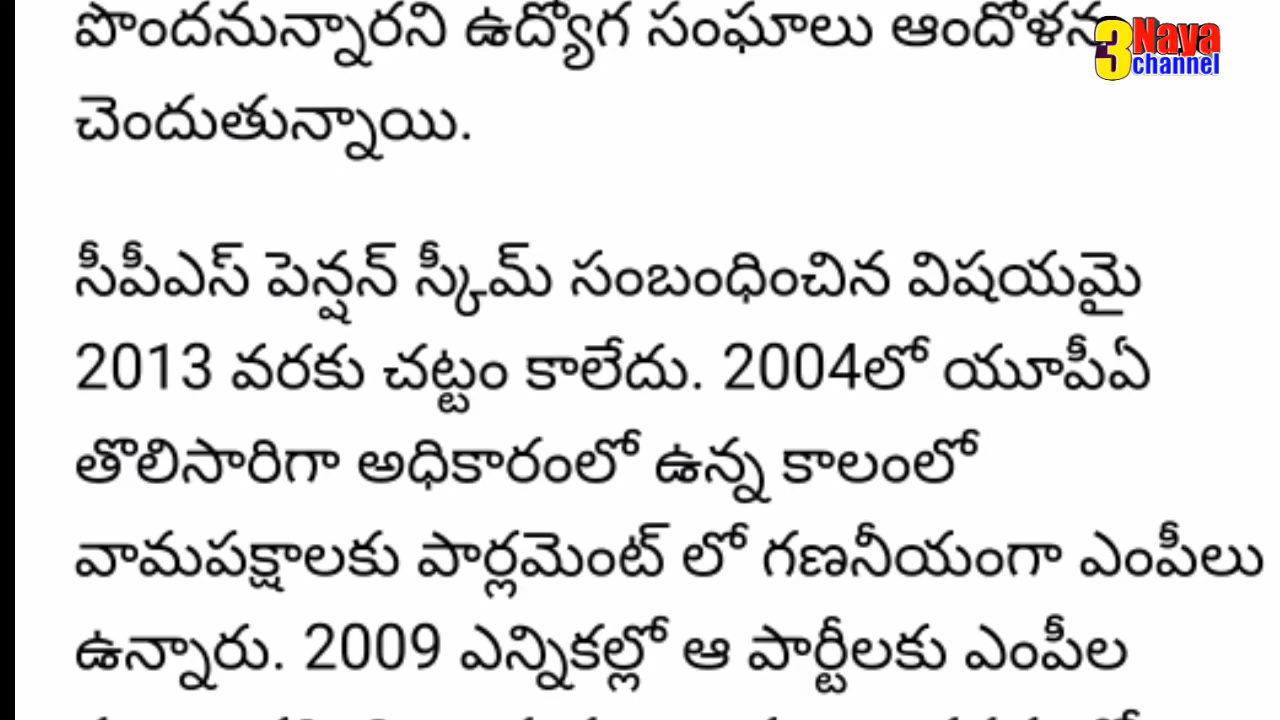 పొందనున్నారని ఉద్యోగ సంఘాలు ఆందోళన
3 Naya channel
చెందుతున్నాయి.
సీపీఎస్ పెన్షన్ స్కీమ్ సంబంధించిన విషయమై
2013 వరకు చట్టం కాలేదు. 2004లో యూపీఏ
తొలిసారిగా అధికారంలో ఉన్న కాలంలో
వామపక్షాలకు పార్లమెంట్ లో గణనీయంగా ఎంపీలు
ఉన్నారు. 2009 ఎన్నికల్లో ఆ పార్టీలకు ఎంపీల